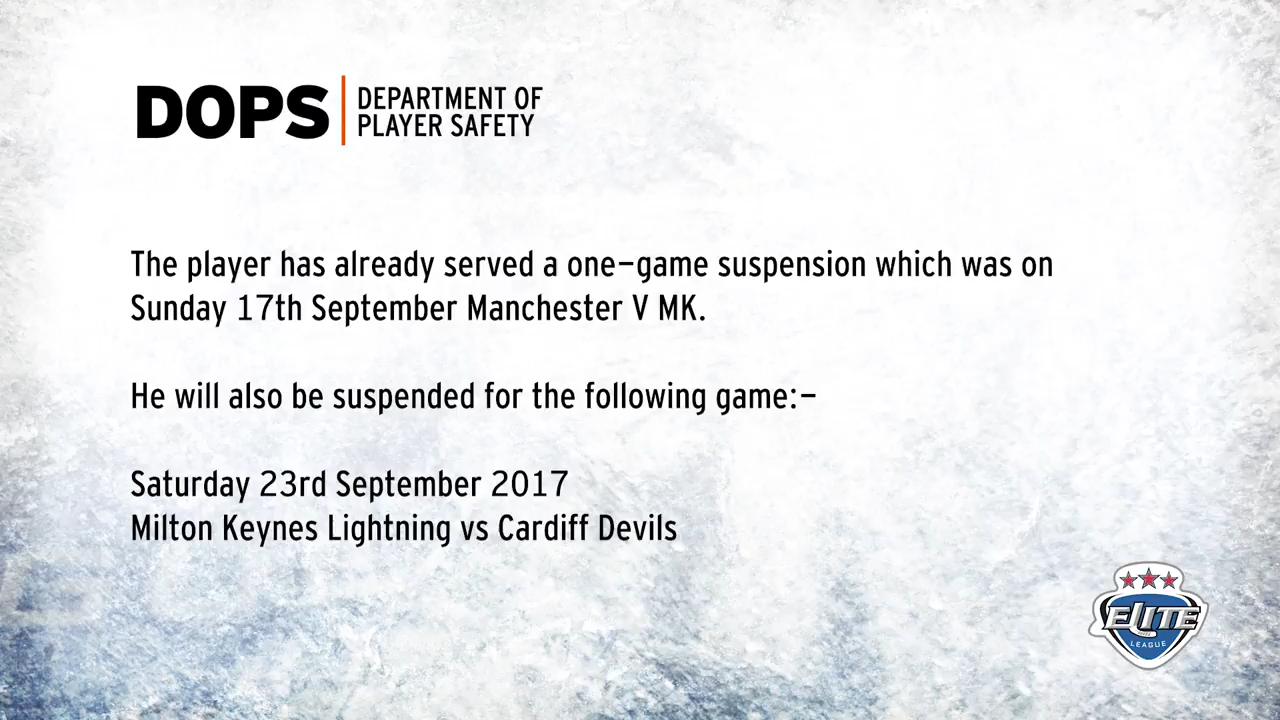 DOPS
DEPARTMENT OF
PLAYER SAFETY
The player has already served a one-game suspension which was on
Sunday 17th September Manchester V MK.
He will also be suspended for the following game:-
Saturday 23rd September 2017
Milton Keynes Lightning vs Cardiff Devils
ELITE
LEAGUE